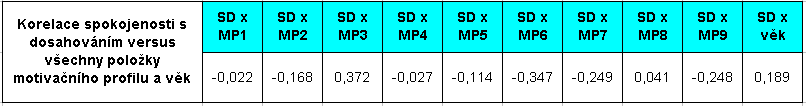 Korelace spokojenosti s
dosahováním versus
všechny položky
motivačního profilu a věk
SD x MP1
SD x MP2
SD x MP3
SD x MP4
SD x MP5
SD x MP6
SD x MP7
SD x MP8
SD x MP9
SD x věk
-0,022 -0,168 0,372 -0,027 -0,114 -0,347 -0,249 0,041 -0,248 0,189